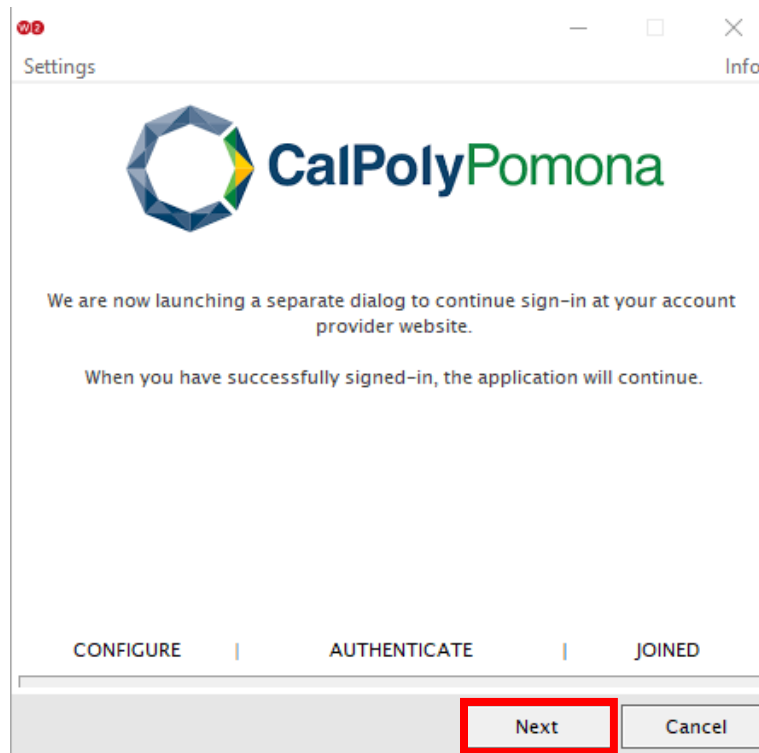 W2
Settings Info
CalPolyPomona
We are now launching a separate dialog to continue sign-in at your account
provider website.
When you have successfully signed-in, the application will continue.
CONFIGURE | AUTHENTICATE | JOINED
Next Cancel